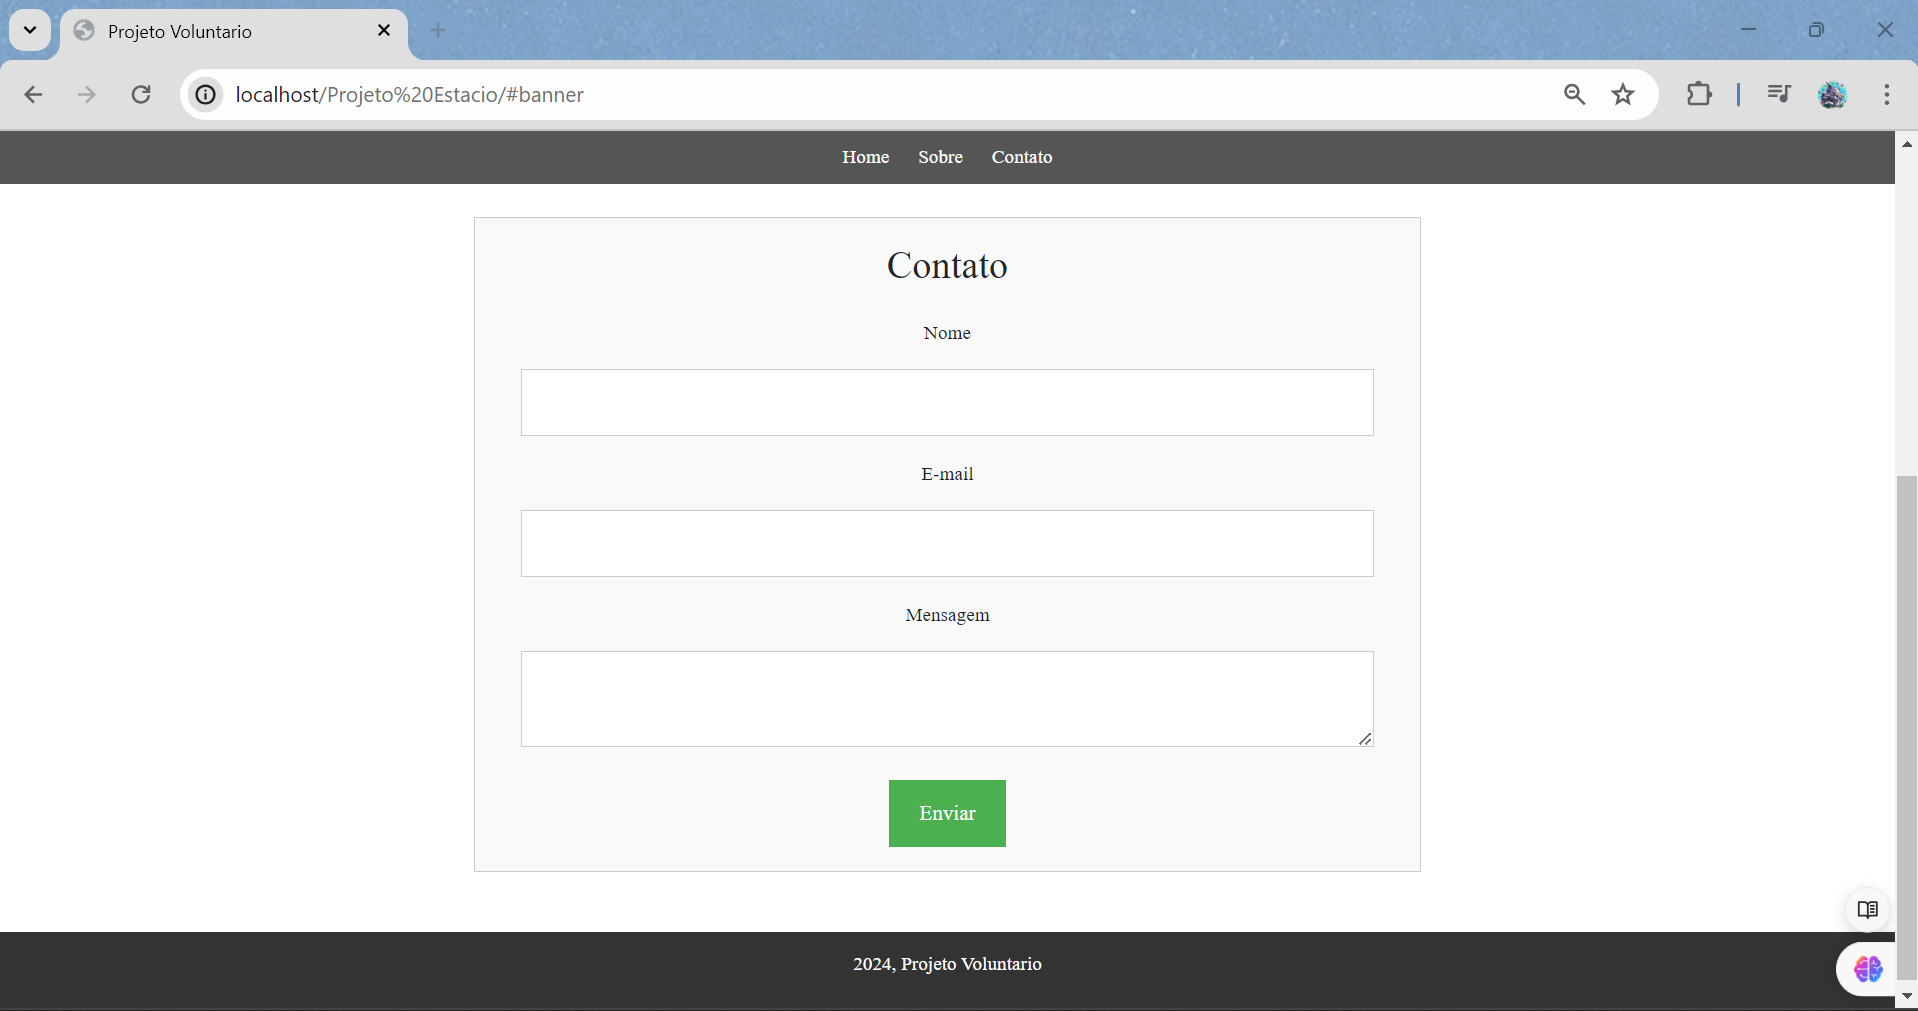 Projeto Voluntario
localhost/Projeto%20Estacio/#banner
Home Sobre Contato
Contato
Nome
E-mail
Mensagem
Enviar
2024, Projeto Voluntario